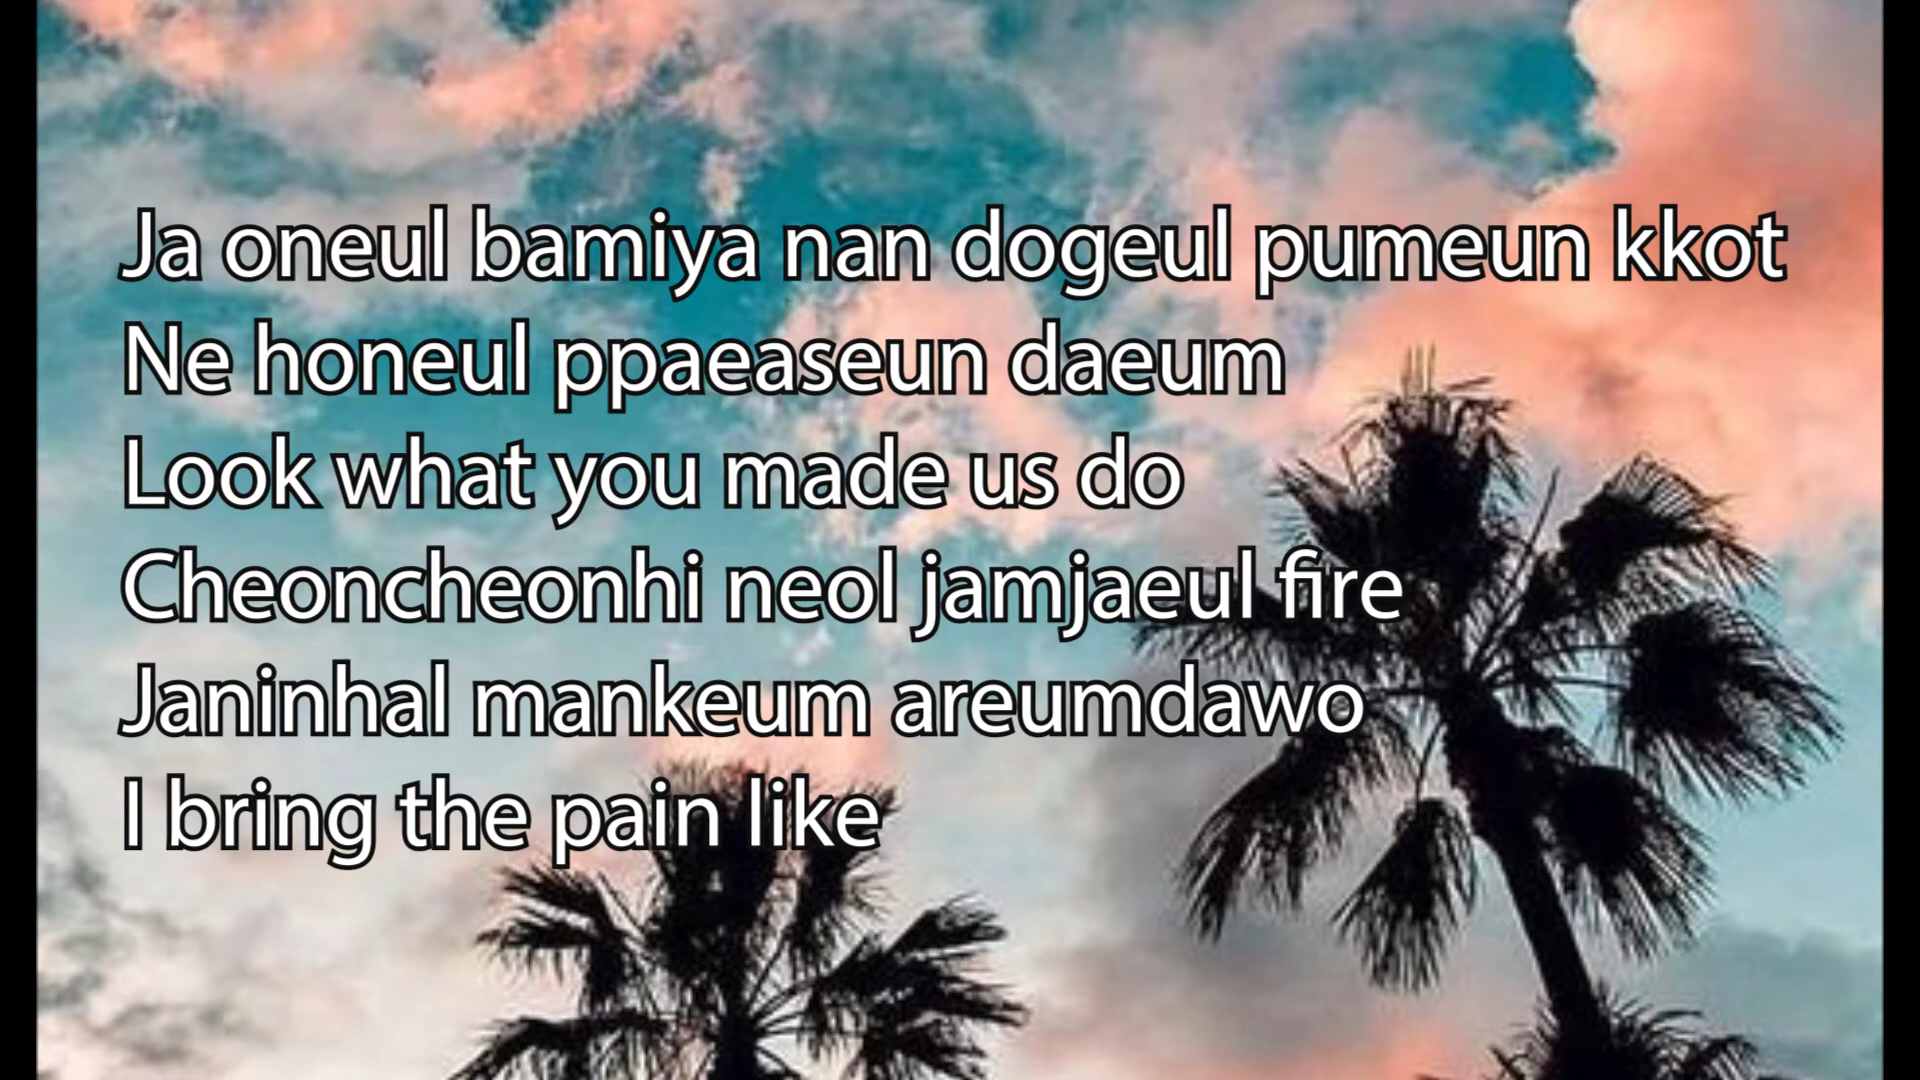 Ja oneul bamiya nan dogeul pumeun kkot
Ne honeul ppaeaseun daeum
Look what you made us do
Cheoncheonhi neol jamjaeul fire
Janinhal mankeum areumdawo
I bring the pain like